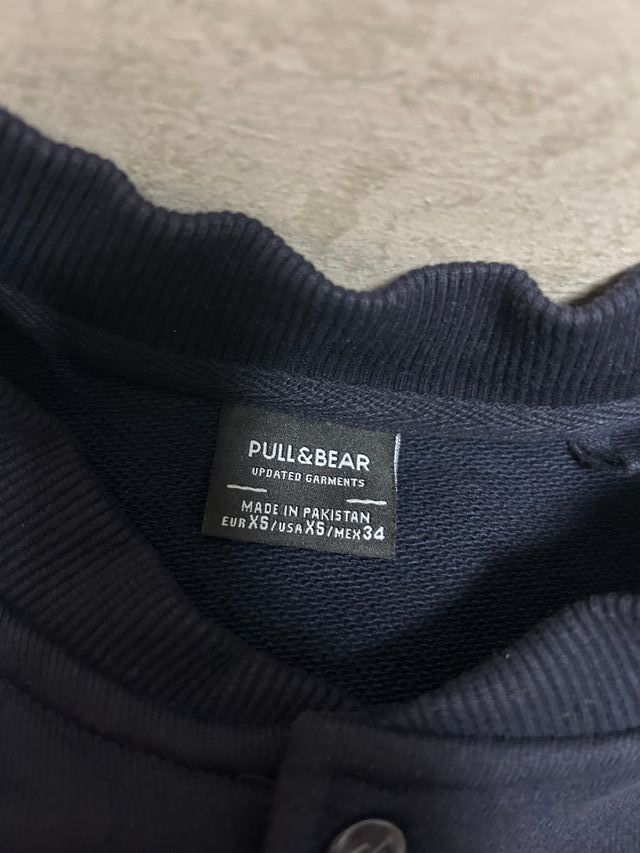 PULL&BEAR
UPDATED GARMENTS
MADE IN PAKISTAN
EUR XS/USA XS/MEX 34